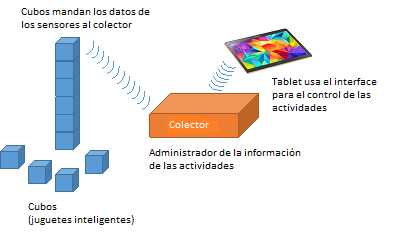 Cubos mandan los datos de
los sensores al colector
Tablet usa el interface
para el control de las
actividades
Colector
Administrador de la información
de las actividades
Cubos
(juguetes inteligentes)